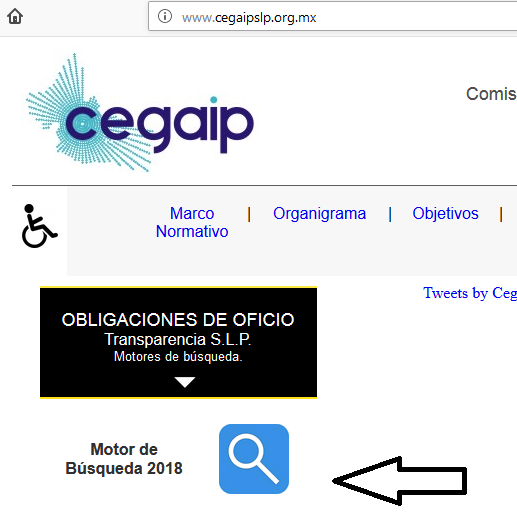 www.cegaipslp.org.mx
cegaip
Comis
Marco Normativo | Organigrama | Objetivos |
Tweets by Ceg
OBLIGACIONES DE OFICIO
Transparencia S.L.P.
Motores de búsqueda.
Motor de
Búsqueda 2018